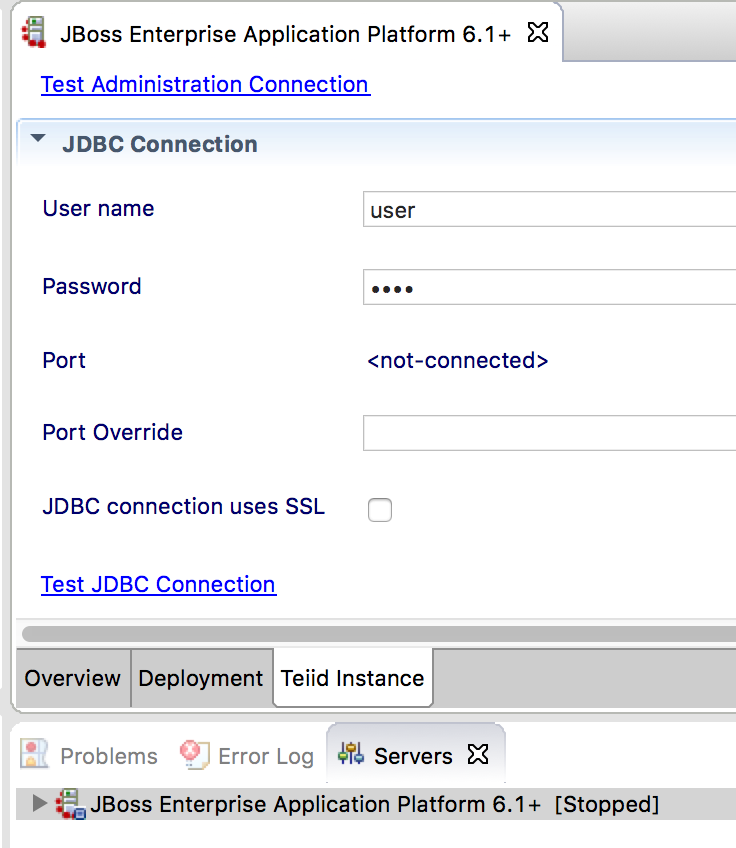 JBoss Enterprise Application Platform 6.1+
Test Administration Connection
JDBC Connection
User name user
Password ••••
Port <not-connected>
Port Override
JDBC connection uses SSL
Test JDBC Connection
Overview Deployment Teiid Instance
Problems Error Log Servers
JBoss Enterprise Application Platform 6.1+ [Stopped]